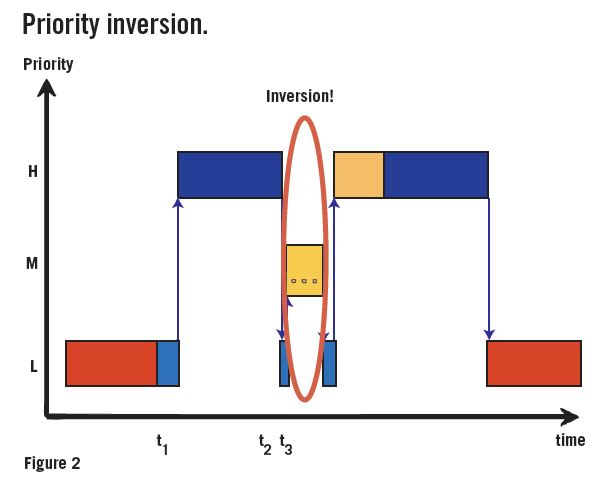 Priority inversion.
Priority
Inversion!
H
M
L
t1 t2 t3 time
Figure 2